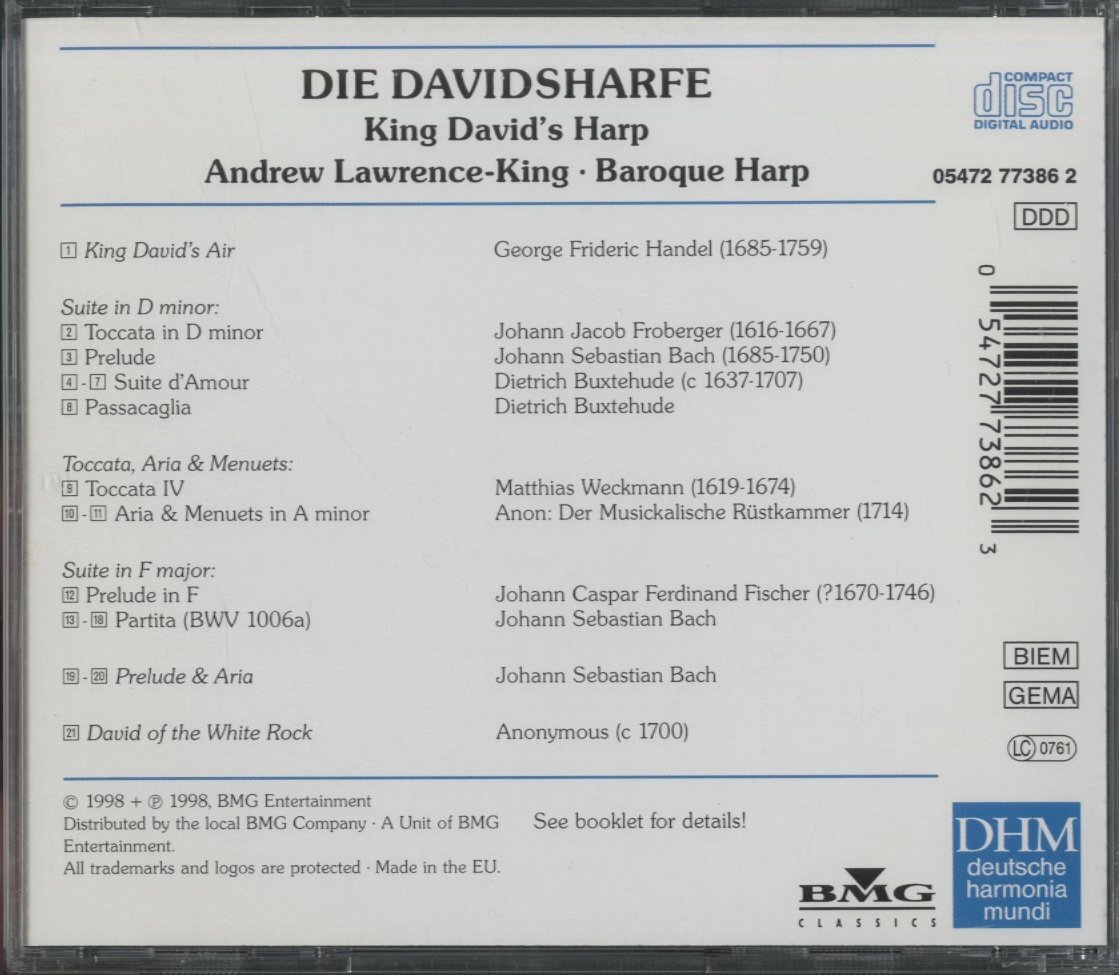 DIE DAVIDSHARFE
King David's Harp
Andrew Lawrence-King · Baroque Harp
COMPACT
disc
DIGITAL AUDIO
05472 77386 2
DDD
1 King David's Air George Frideric Handel (1685-1759)
Suite in D minor:
2 Toccata in D minor Johann Jacob Froberger (1616-1667)
3 Prelude Johann Sebastian Bach (1685-1750)
4 - 7 Suite d'Amour Dietrich Buxtehude (c 1637-1707)
8 Passacaglia Dietrich Buxtehude
Toccata, Aria & Menuets:
9 Toccata IV Matthias Weckmann (1619-1674)
10 - 11 Aria & Menuets in A minor Anon: Der Musickalische Rüstkammer (1714)
Suite in F major:
12 Prelude in F Johann Caspar Ferdinand Fischer (?1670-1746)
13 - 18 Partita (BWV 1006a) Johann Sebastian Bach
19 - 20 Prelude & Aria Johann Sebastian Bach
21 David of the White Rock Anonymous (c 1700)
0 54727 73862 3
BIEM
GEMA
LC 0761
© 1998 + ℗ 1998, BMG Entertainment
Distributed by the local BMG Company · A Unit of BMG
Entertainment.
All trademarks and logos are protected · Made in the EU.
See booklet for details!
BMG
CLASSICS
DHM
deutsche
harmonia
mundi